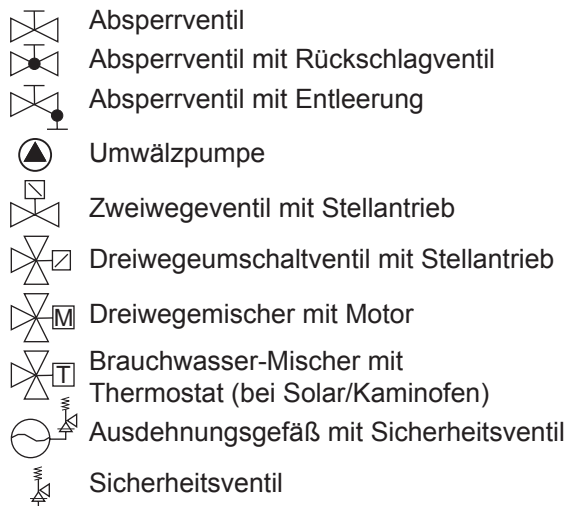 Absperrventil
Absperrventil mit Rückschlagventil
Absperrventil mit Entleerung
Umwälzpumpe
Zweiwegeventil mit Stellantrieb
Dreiwegeumschaltventil mit Stellantrieb
M Dreiwegemischer mit Motor
T Brauchwasser-Mischer mit
Thermostat (bei Solar/Kaminofen)
Ausdehnungsgefäß mit Sicherheitsventil
Sicherheitsventil